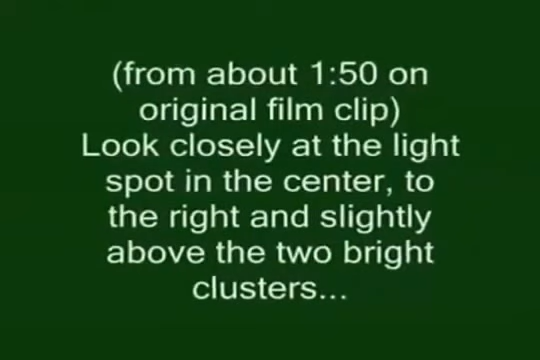 (from about 1:50 on
original film clip)
Look closely at the light
spot in the center, to
the right and slightly
above the two bright
clusters...